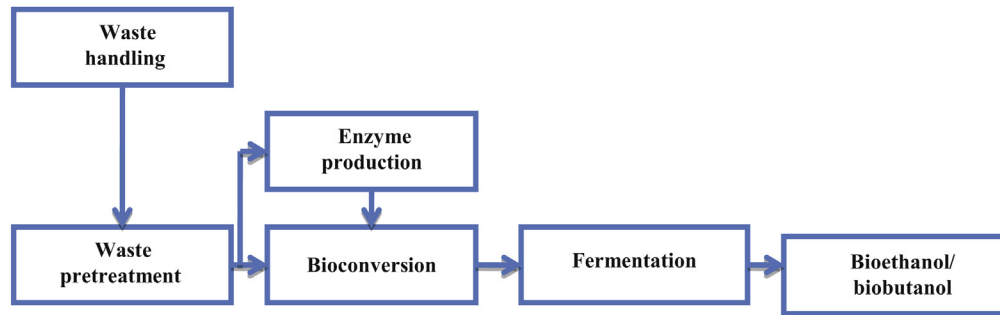 Waste
handling
Enzyme
production
Waste
pretreatment
Bioconversion
Fermentation
Bioethanol/
biobutanol